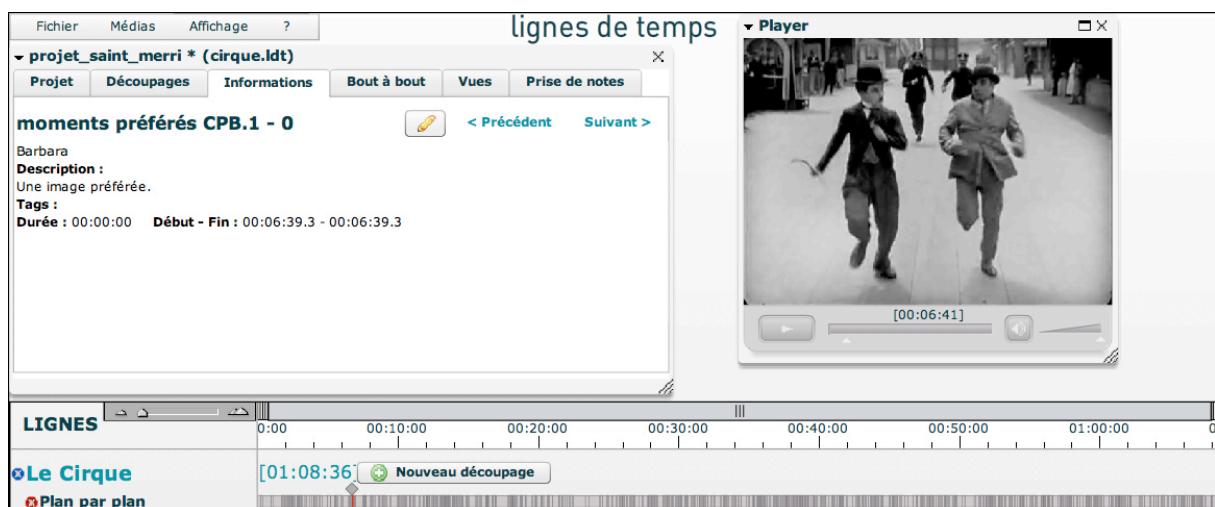 Fichier Médias Affichage ?
lignes de temps
projet_saint_merri * (cirque.ldt)
Projet Découpages Informations Bout à bout Vues Prise de notes
moments préférés CPB.1 - 0
< Précédent Suivant >
Barbara
Description :
Une image préférée.
Tags :
Durée : 00:00:00 Début - Fin : 00:06:39.3 - 00:06:39.3
Player
[00:06:41]
LIGNES
0:00 00:10:00 00:20:00 00:30:00 00:40:00 00:50:00 01:00:00
Le Cirque
[01:08:36]
Nouveau découpage
Plan par plan